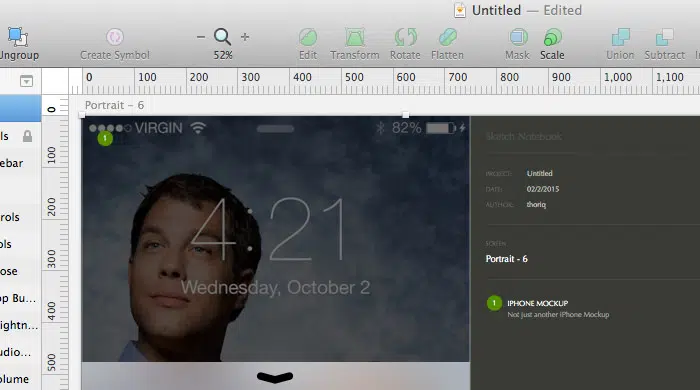 Untitled — Edited
Ungroup
Create Symbol
52%
Edit
Transform
Rotate
Flatten
Mask
Scale
Union
Subtract
0 100 200 300 400 500 600 700 800 900 1,000 1,100
Portrait – 6
0
100
200
300
400
500
ls
ebar
rols
ols
ose
op Bu...
ightn...
udio...
olume
VIRGIN
82%
1
4:21
Wednesday, October 2
Sketch Notebook
PROJECT: Untitled
DATE: 02/2/2015
AUTHOR: thoriq
Portrait - 6
1 IPHONE MOCKUP
Not just another iPhone Mockup